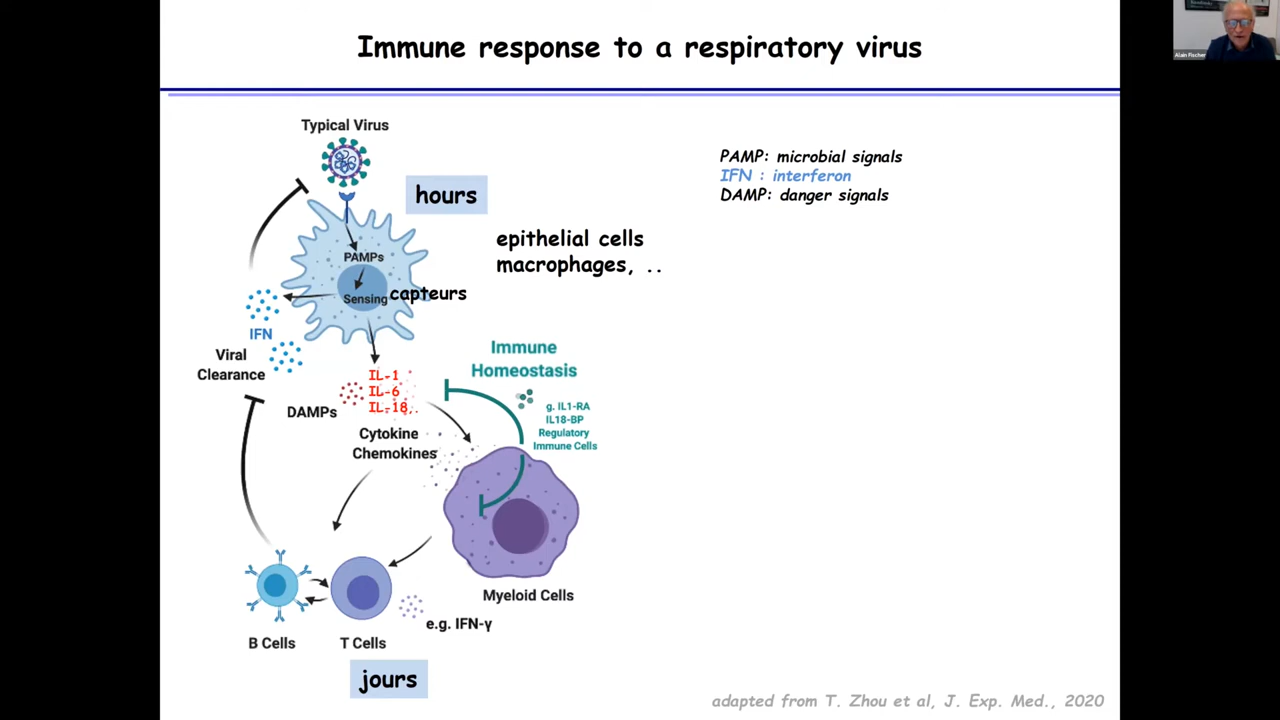 Immune response to a respiratory virus
Alain Fischer
Typical Virus
hours
PAMP: microbial signals
IFN : interferon
DAMP: danger signals
epithelial cells
macrophages, ..
PAMPs
Sensing
capteurs
IFN
Viral
Clearance
DAMPs
IL-1
IL-6
IL-18,.
Cytokine
Chemokines
Immune
Homeostasis
g. IL1-RA
IL18-BP
Regulatory
Immune Cells
Myeloid Cells
e.g. IFN-γ
B Cells
T Cells
jours
adapted from T. Zhou et al, J. Exp. Med., 2020